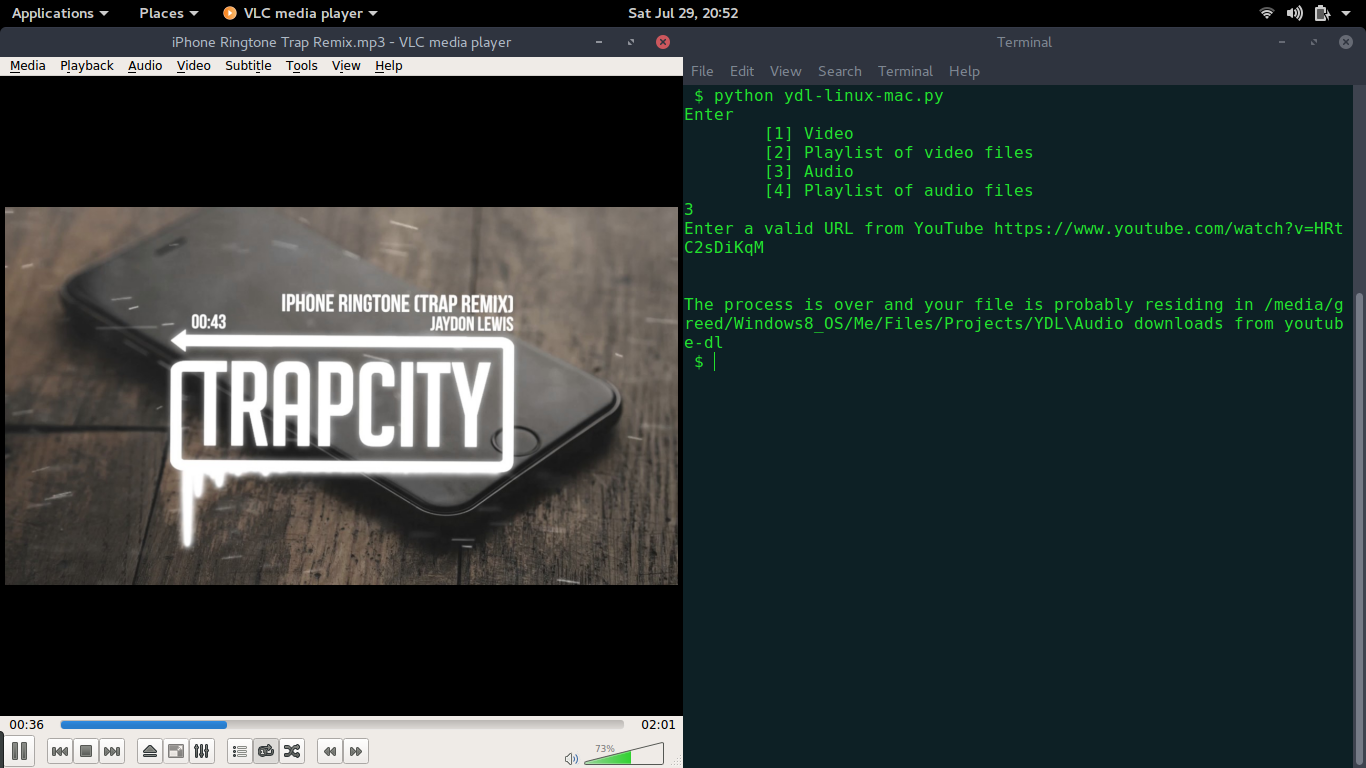 Applications
Places
VLC media player
Sat Jul 29, 20:52
iPhone Ringtone Trap Remix.mp3 - VLC media player
Media Playback Audio Video Subtitle Tools View Help
IPHONE RINGTONE (TRAP REMIX)
00:43
JAYDON LEWIS
TRAPCITY
00:36
02:01
73%
Terminal
File Edit View Search Terminal Help
$ python ydl-linux-mac.py
Enter
[1] Video
[2] Playlist of video files
[3] Audio
[4] Playlist of audio files
3
Enter a valid URL from YouTube https://www.youtube.com/watch?v=HRt
C2sDiKqM
The process is over and your file is probably residing in /media/g
reed/Windows8_OS/Me/Files/Projects/YDL\Audio downloads from youtub
e-dl
$